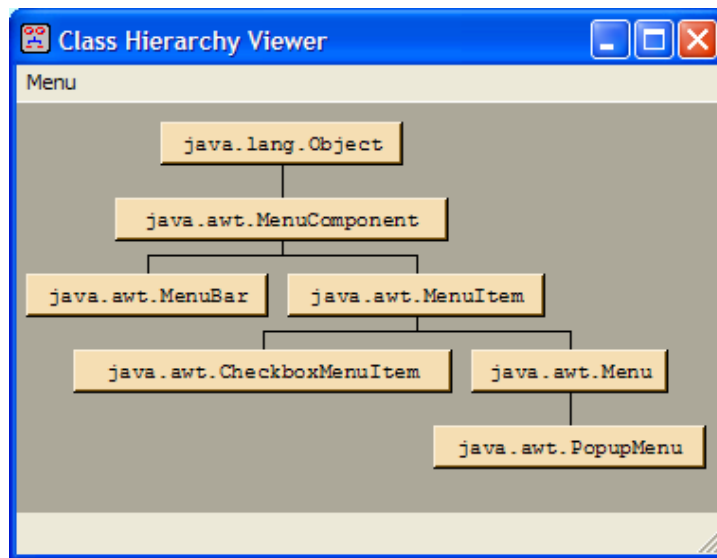 Class Hierarchy Viewer
Menu
java.lang.Object
java.awt.MenuComponent
java.awt.MenuBar
java.awt.MenuItem
java.awt.CheckboxMenuItem
java.awt.Menu
java.awt.PopupMenu